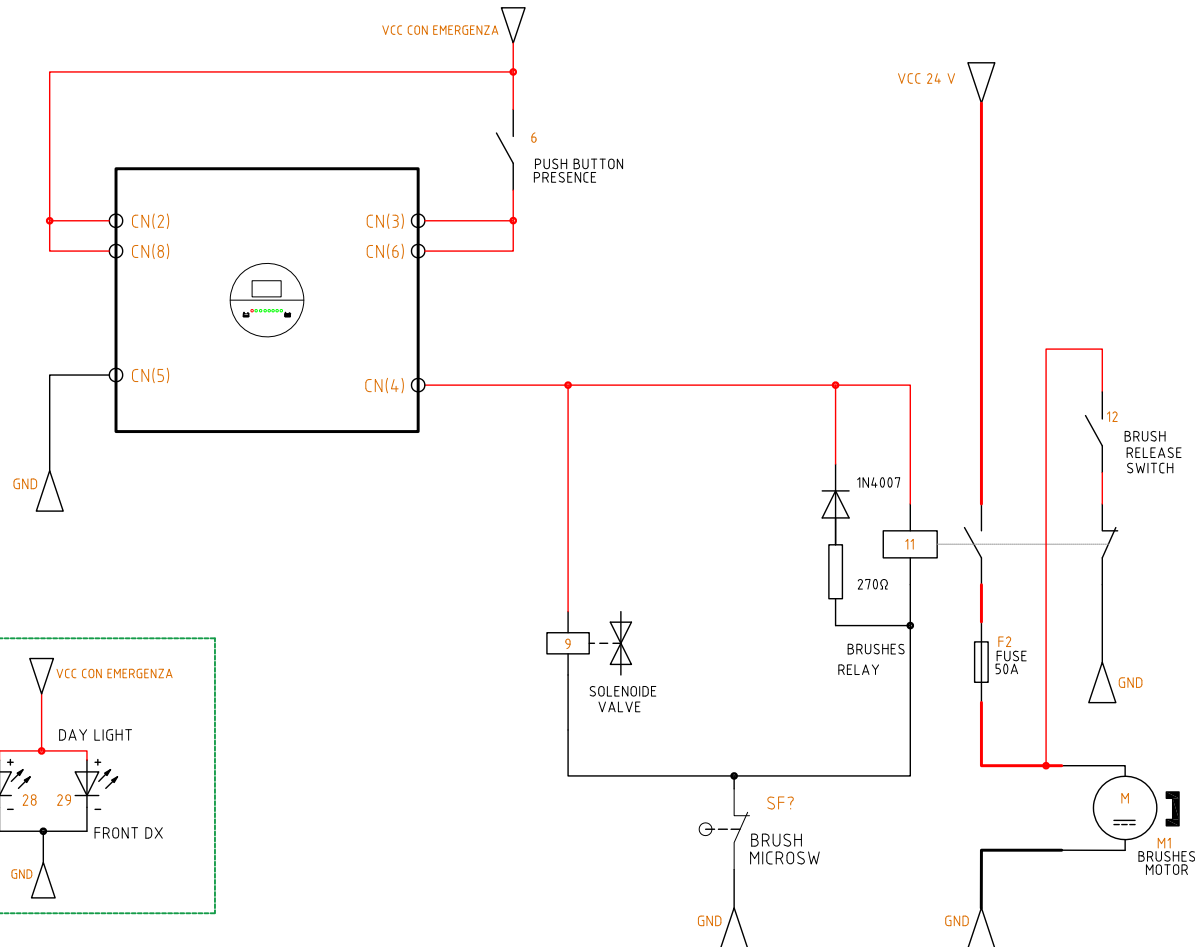 VCC CON EMERGENZA
VCC 24 V
6
PUSH BUTTON
PRESENCE
CN(2)
CN(3)
CN(8)
CN(6)
CN(5)
CN(4)
GND
12
BRUSH
RELEASE
SWITCH
1N4007
11
270Ω
9
SOLENOIDE
VALVE
BRUSHES
RELAY
F2
FUSE
50A
GND
VCC CON EMERGENZA
DAY LIGHT
+
+
28
29
−
−
FRONT DX
GND
SF?
BRUSH
MICROSW
GND
M
M1
BRUSHES
MOTOR
GND